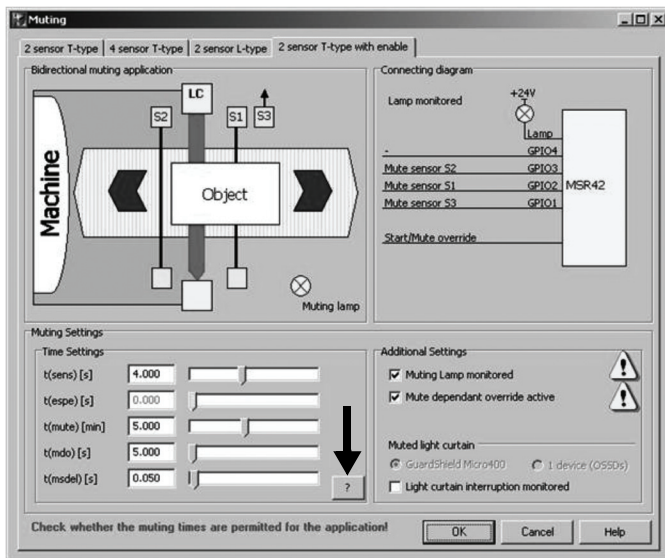 Muting
2 sensor T-type 4 sensor T-type 2 sensor L-type 2 sensor T-type with enable
Bidirectional muting application
LC
S2 S1 S3
Machine
Object
Muting lamp
Connecting diagram
+24V
Lamp monitored
Lamp
- GPIO4
Mute sensor S2 GPIO3
Mute sensor S1 GPIO2 MSR42
Mute sensor S3 GPIO1
Start/Mute override
Muting Settings
Time Settings
t(sens) [s] 4.000
t(espe) [s] 0.000
t(mute) [min] 5.000
t(mdo) [s] 5.000
t(msdel) [s] 0.050
?
Additional Settings
Muting Lamp monitored !
Mute dependant override active !
Muted light curtain
GuardShield Micro400 1 device (OSSDs)
Light curtain interruption monitored
Check whether the muting times are permitted for the application!
OK Cancel Help